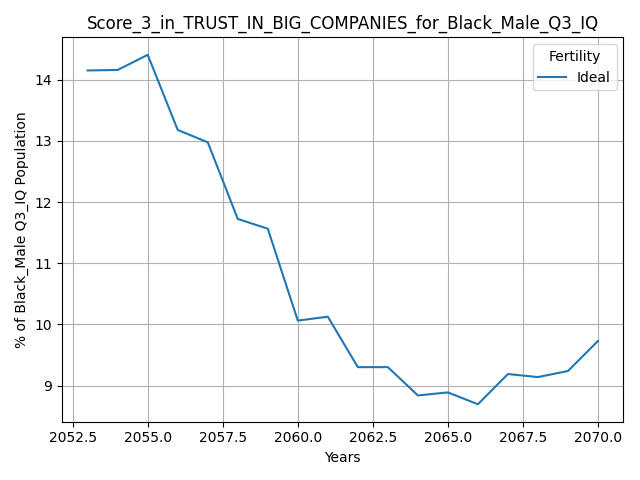 Score_3_in_TRUST_IN_BIG_COMPANIES_for_Black_Male_Q3_IQ
Fertility
Ideal
14
13
12
11
10
9
% of Black_Male Q3_IQ Population
2052.5 2055.0 2057.5 2060.0 2062.5 2065.0 2067.5 2070.0
Years